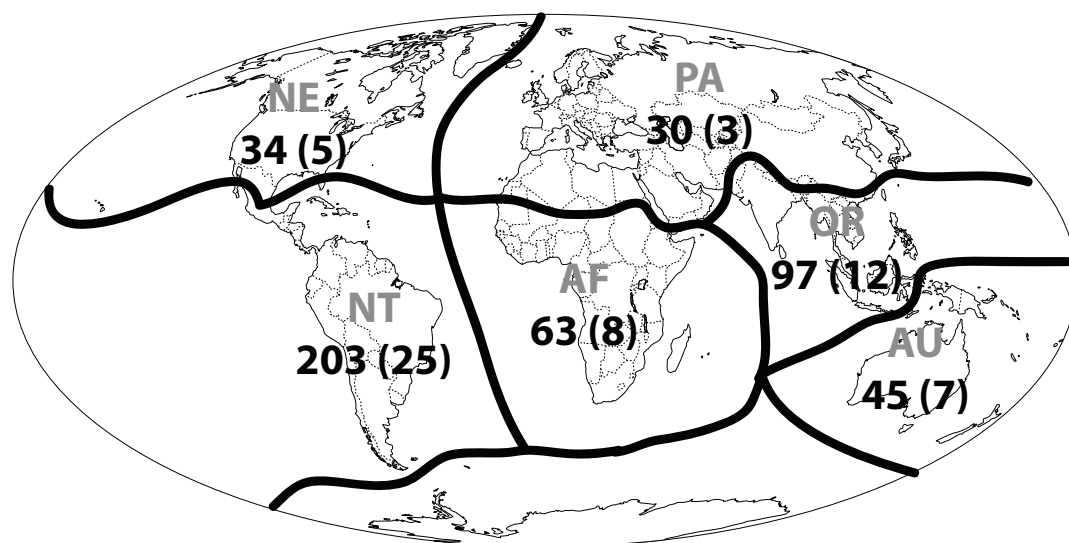 NE
34 (5)
PA
30 (3)
OR
97 (12)
AF
63 (8)
NT
203 (25)
AU
45 (7)